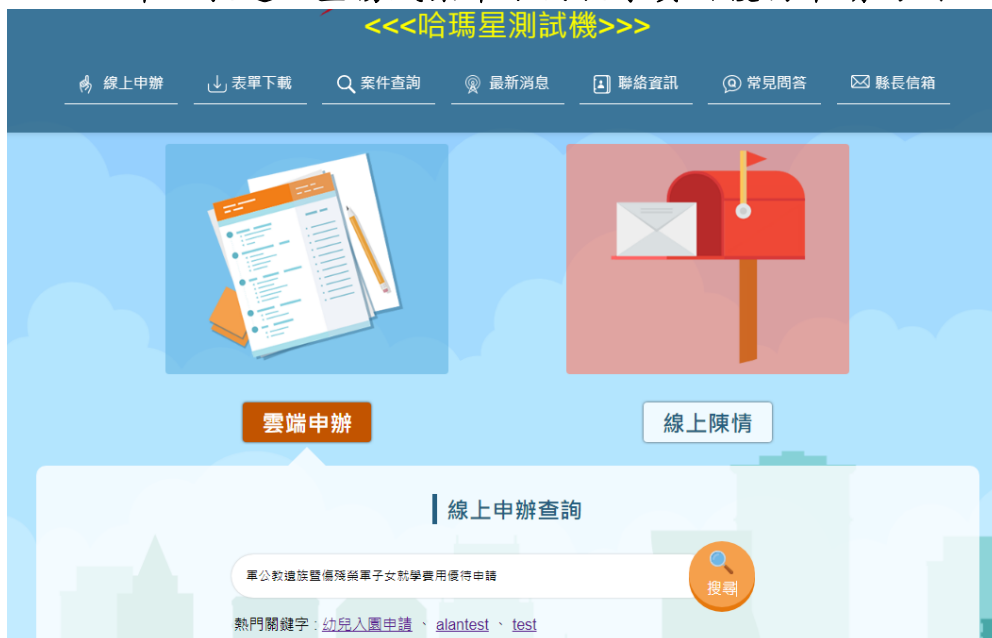 <<<哈瑪星測試機>>>
線上申辦 表單下載 案件查詢 最新消息 聯絡資訊 常見問答 縣長信箱
雲端申辦 線上陳情
線上申辦查詢
軍公教遺族暨傷殘榮軍子女就學費用優待申請 搜尋
熱門關鍵字 : 幼兒入園申請 、 alantest 、 test